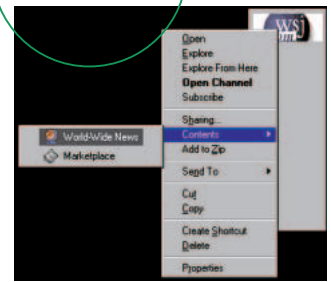 wsj
Open
Explore
Explore From Here
Open Channel
Subscribe
Sharing...
Contents
Add to Zip
Send To
Cut
Copy
Create Shortcut
Delete
Properties
World-Wide News
Marketplace